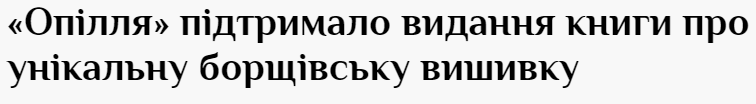 «Опілля» підтримало видання книги про
унікальну борщівську вишивку